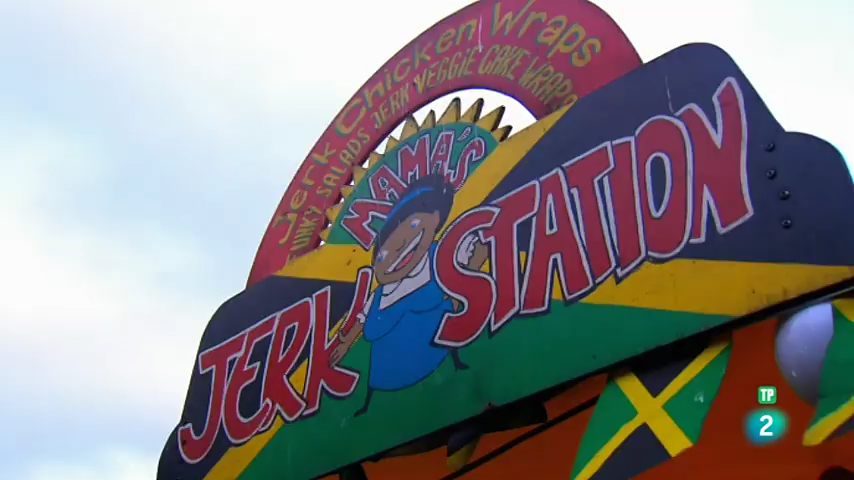 Jerk Chicken Wraps
FUNKY SALADS JERK VEGGIE CAKE WRAPS
MAMA'S
JERK STATION
TP
2